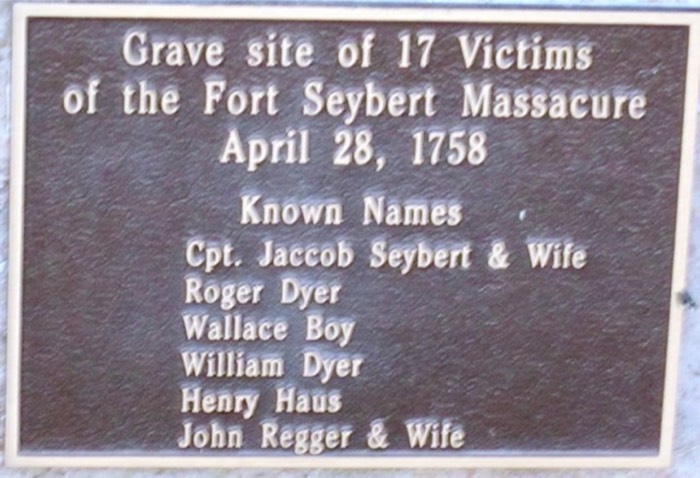 Grave site of 17 Victims
of the Fort Seybert Massacure
April 28, 1758
Known Names
Cpt. Jaccob Seybert & Wife
Roger Dyer
Wallace Boy
William Dyer
Henry Haus
John Regger & Wife